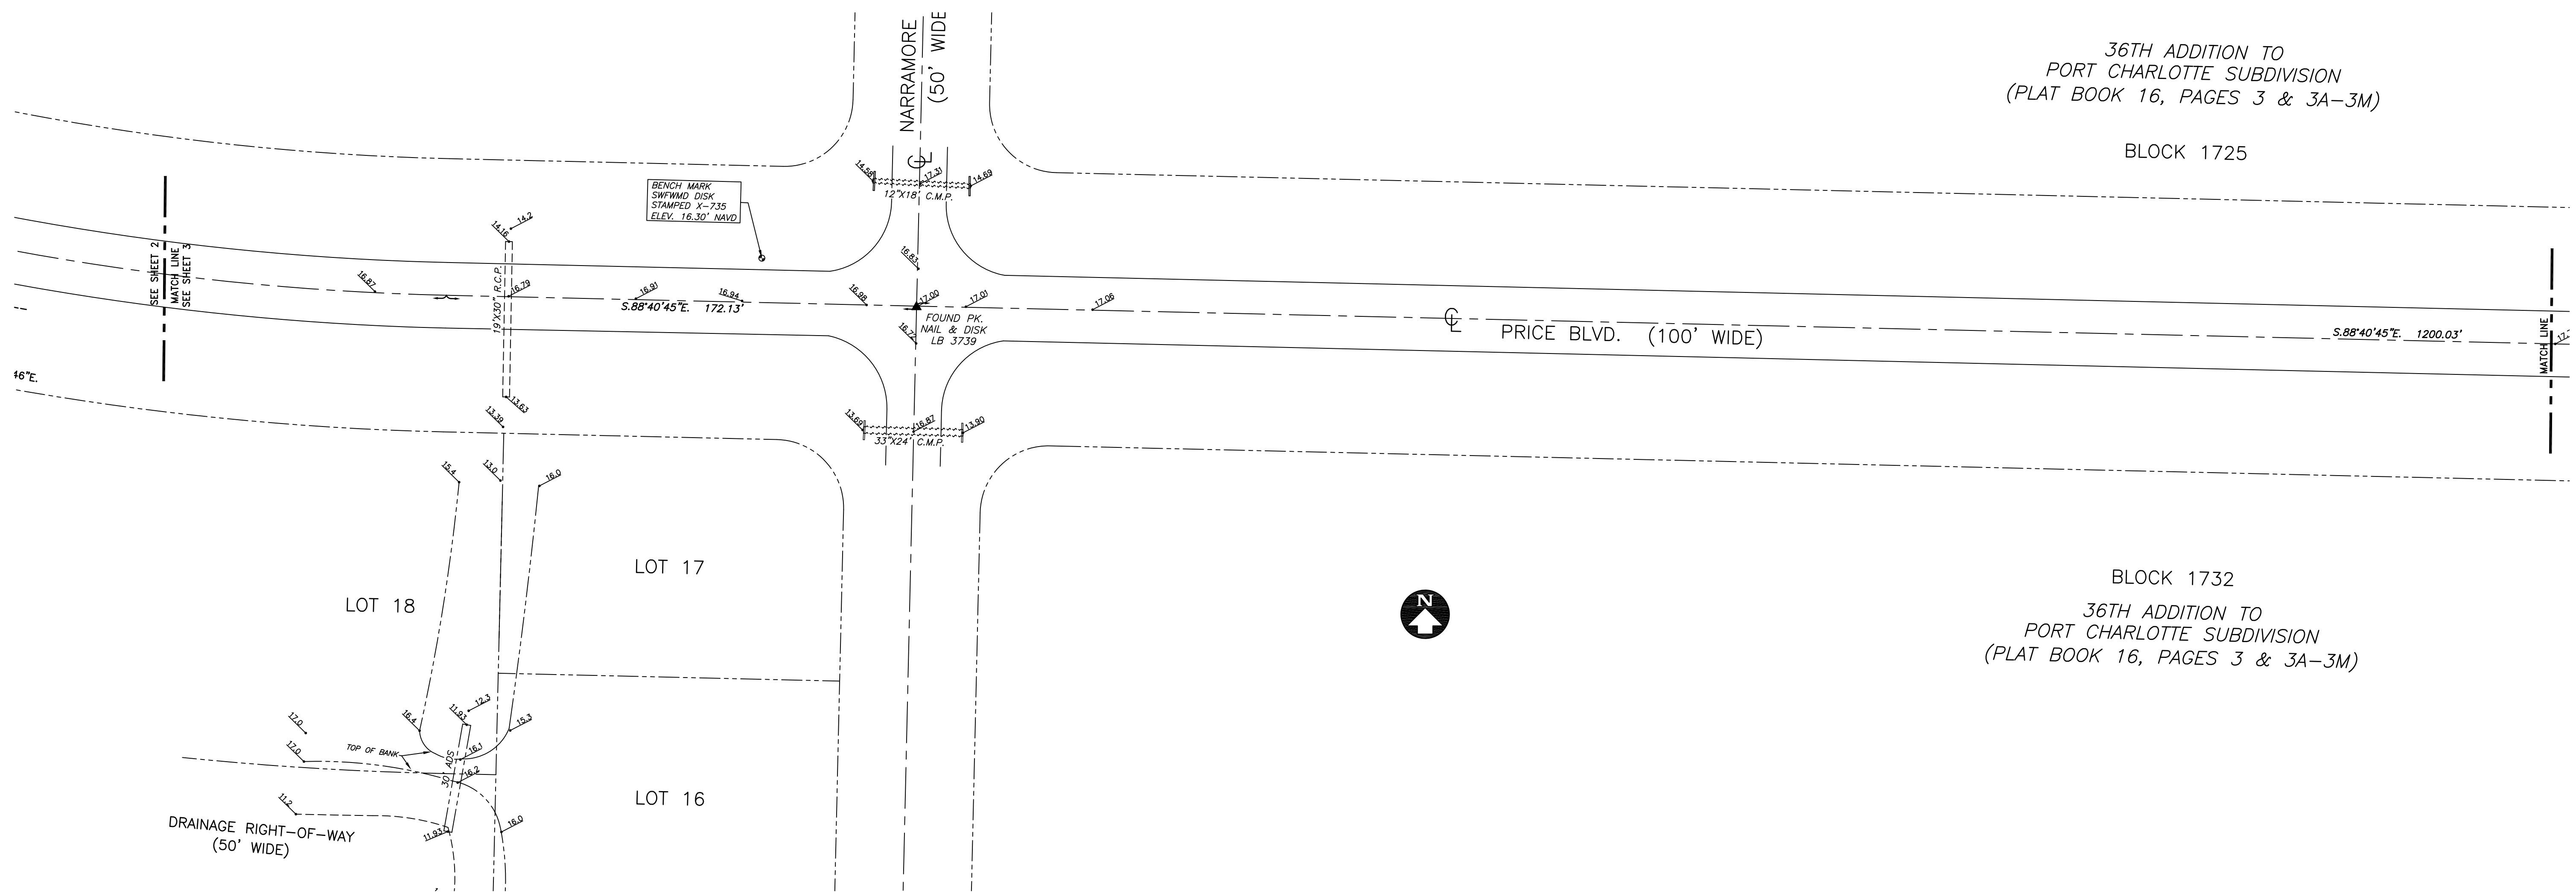 NARRAMORE
(50' WIDE
36TH ADDITION TO
PORT CHARLOTTE SUBDIVISION
(PLAT BOOK 16, PAGES 3 & 3A-3M)
BLOCK 1725
BENCH MARK
SWFWMD DISK
STAMPED X-735
ELEV. 16.30' NAVD
14.58
17.31
14.69
12"X18' C.M.P.
14.2
14.16
SEE SHEET 2
MATCH LINE
SEE SHEET 3
16.87
19"X30" R.C.P.
16.79
16.91
16.94
S.88°40'45"E. 172.13'
16.98
16.83
17.00
17.01
17.06
16.72
FOUND PK.
NAIL & DISK
LB 3739
PRICE BLVD. (100' WIDE)
S.88°40'45"E. 1200.03'
MATCH LINE
46"E.
13.63
13.39
13.69
16.87
13.90
33"X24' C.M.P.
15.4
13.0
16.0
LOT 17
LOT 18
N
BLOCK 1732
36TH ADDITION TO
PORT CHARLOTTE SUBDIVISION
(PLAT BOOK 16, PAGES 3 & 3A-3M)
17.0
16.4
11.93
12.3
15.3
17.0
TOP OF BANK
16.1
30' ADS
16.2
11.2
LOT 16
DRAINAGE RIGHT-OF-WAY
(50' WIDE)
11.93
16.0